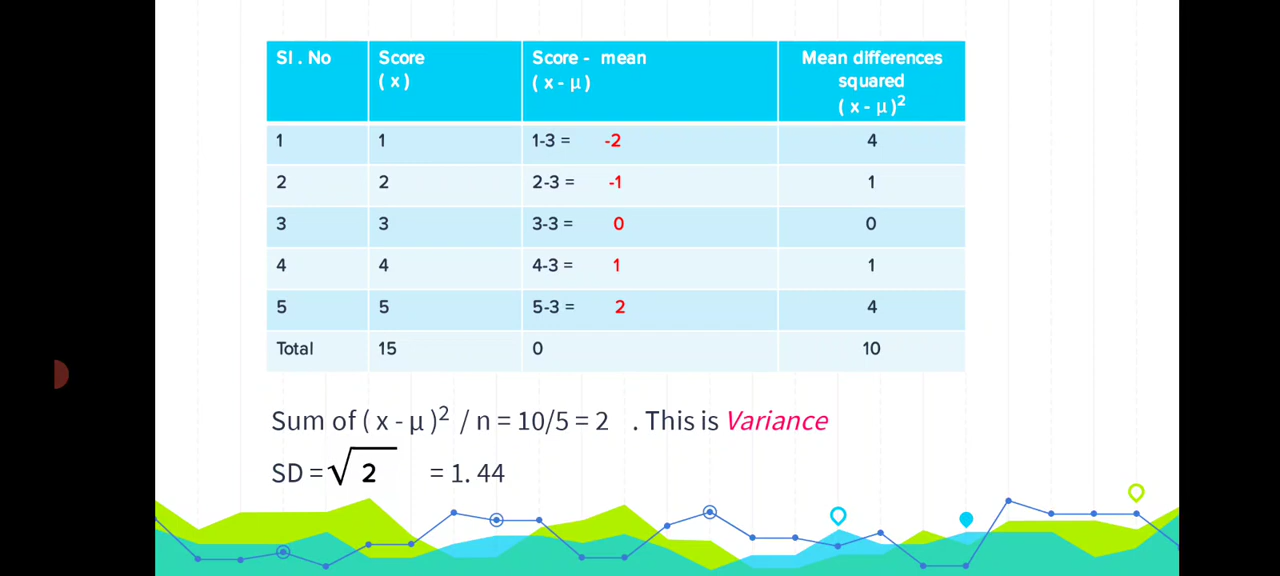 Sl . No Score Score - mean Mean differences
( x ) ( x - μ ) squared
( x - μ )²
1 1 1-3 = -2 4
2 2 2-3 = -1 1
3 3 3-3 = 0 0
4 4 4-3 = 1 1
5 5 5-3 = 2 4
Total 15 0 10
Sum of ( x - μ )² / n = 10/5 = 2 . This is Variance
SD = √2 = 1. 44